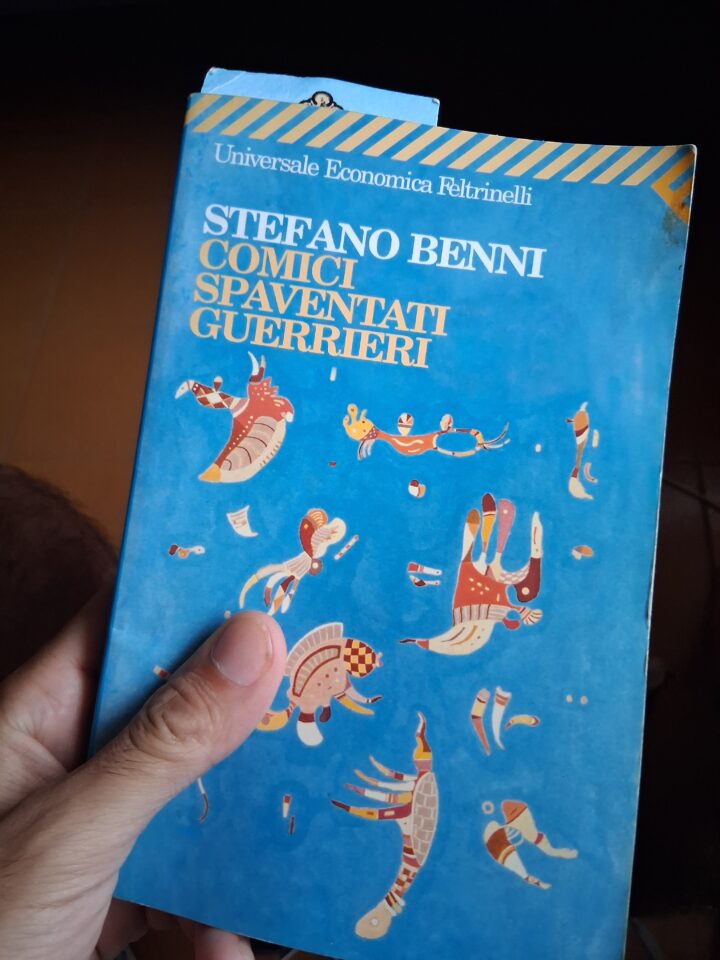 Universale Economica Feltrinelli
STEFANO BENNI
COMICI
SPAVENTATI
GUERRIERI